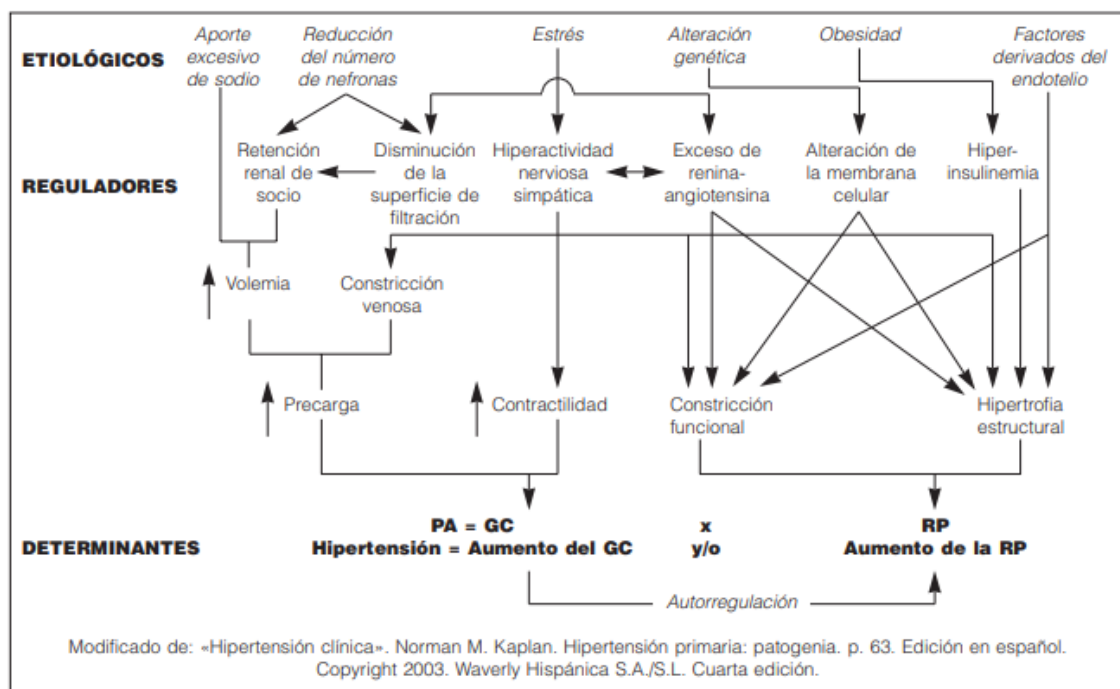 Aporte
excesivo
de sodio
Reducción
del número
de nefronas
Estrés
Alteración
genética
Obesidad
Factores
derivados del
endotelio
ETIOLÓGICOS
Retención
renal de
socio
Disminución
de la
superficie de
filtración
Hiperactividad
nerviosa
simpática
Exceso de
renina-
angiotensina
Alteración de
la membrana
celular
Hiper-
insulinemia
REGULADORES
Volemia
Constricción
venosa
Precarga
Contractilidad
Constricción
funcional
Hipertrofia
estructural
PA = GC
x
RP
DETERMINANTES
Hipertensión = Aumento del GC
y/o
Aumento de la RP
Autorregulación
Modificado de: «Hipertensión clínica». Norman M. Kaplan. Hipertensión primaria: patogenia. p. 63. Edición en español.
Copyright 2003. Waverly Hispánica S.A./S.L. Cuarta edición.